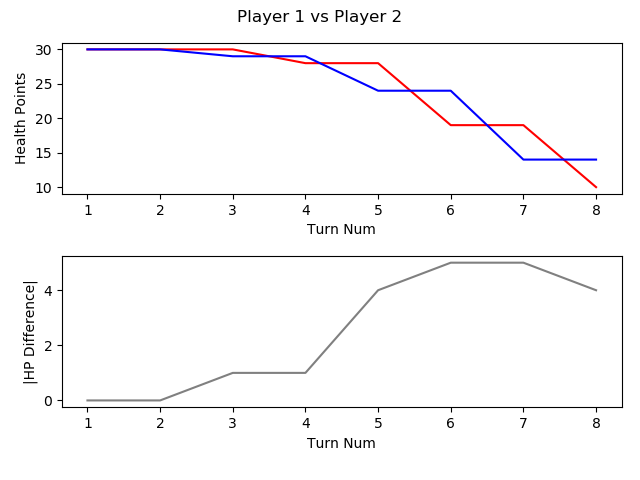 Player 1 vs Player 2
Health Points
30
25
20
15
10
1 2 3 4 5 6 7 8
Turn Num
|HP Difference|
4
2
0
1 2 3 4 5 6 7 8
Turn Num